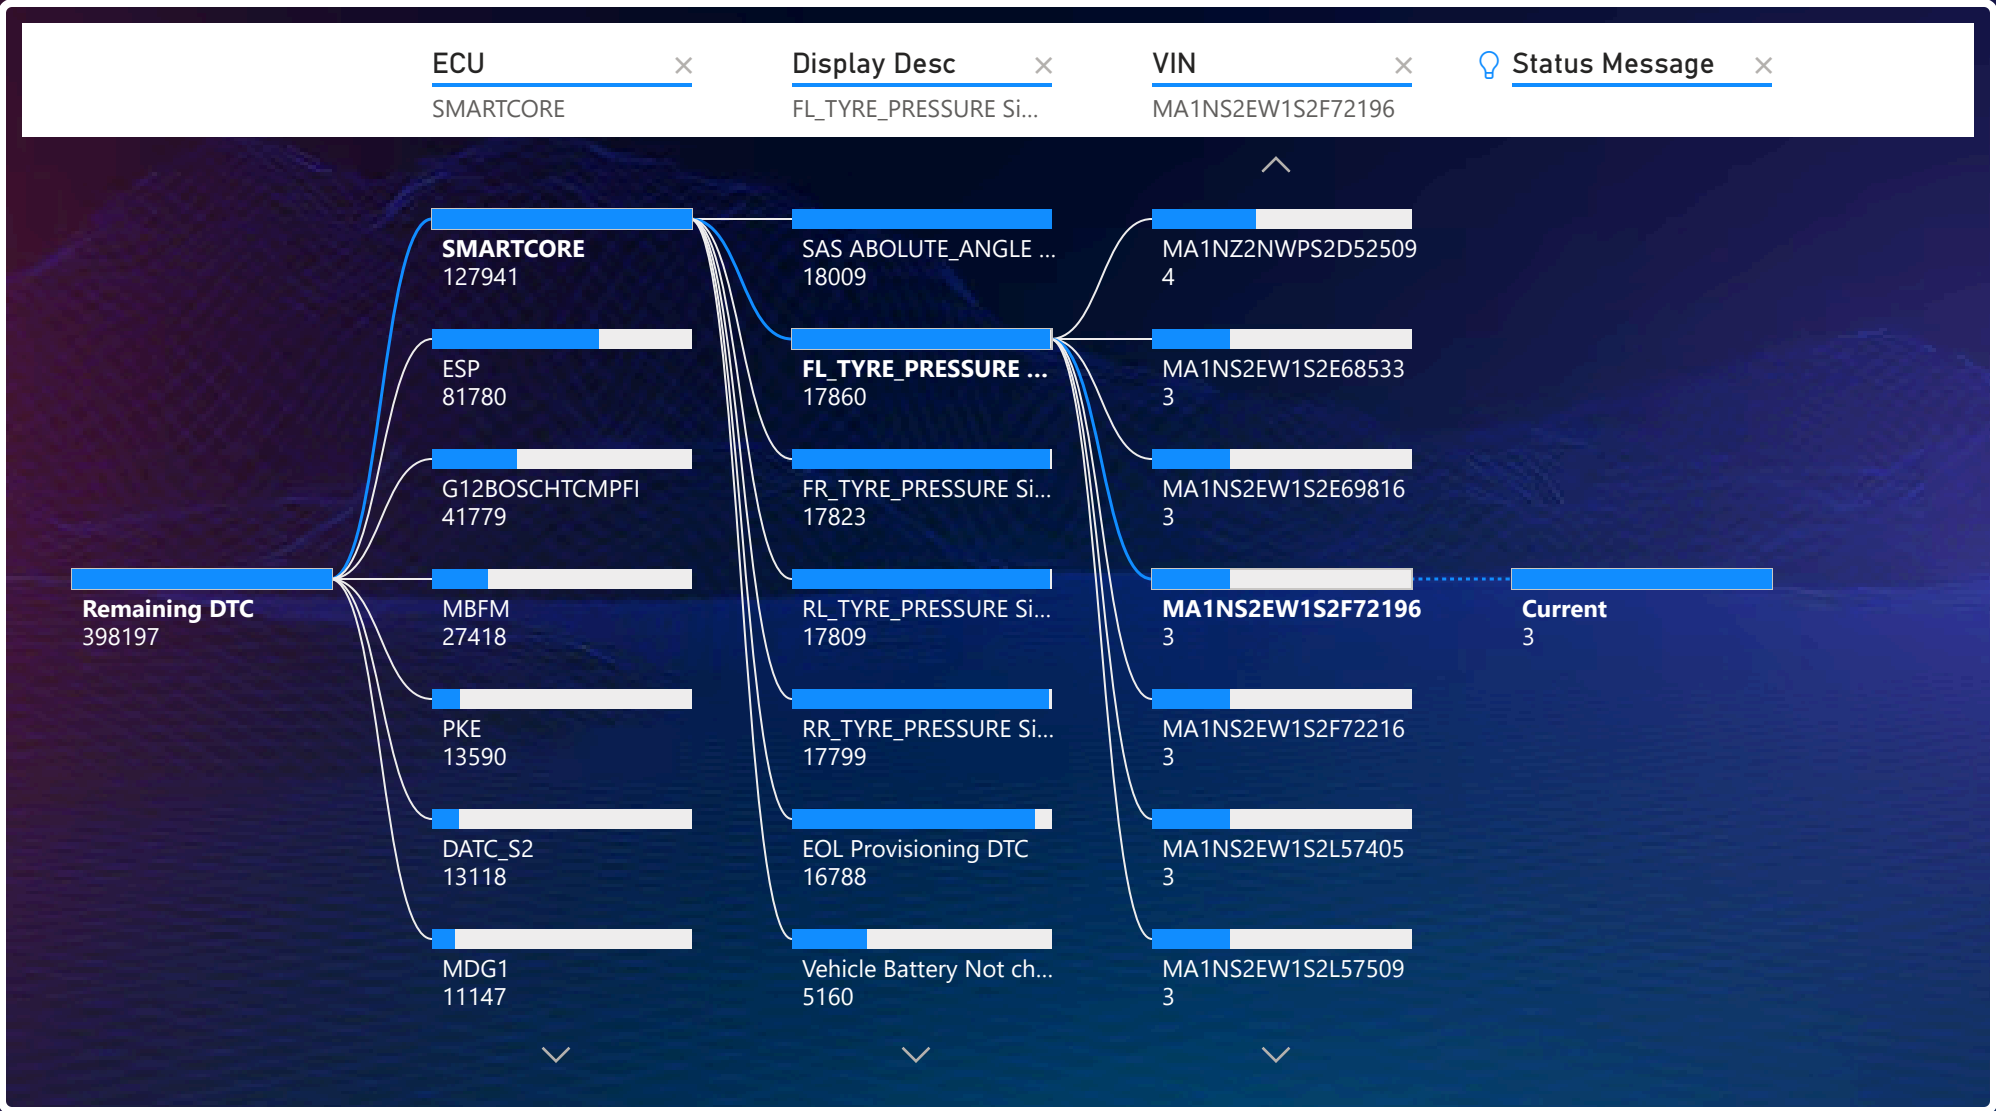 ECU
SMARTCORE
Display Desc
FL_TYRE_PRESSURE Si...
VIN
MA1NS2EW1S2F72196
Status Message
Remaining DTC
398197
SMARTCORE
127941
ESP
81780
G12BOSCHTCMPFI
41779
MBFM
27418
PKE
13590
DATC_S2
13118
MDG1
11147
SAS ABOLUTE_ANGLE ...
18009
FL_TYRE_PRESSURE ...
17860
FR_TYRE_PRESSURE Si...
17823
RL_TYRE_PRESSURE Si...
17809
RR_TYRE_PRESSURE Si...
17799
EOL Provisioning DTC
16788
Vehicle Battery Not ch...
5160
MA1NZ2NWPS2D52509
4
MA1NS2EW1S2E68533
3
MA1NS2EW1S2E69816
3
MA1NS2EW1S2F72196
3
MA1NS2EW1S2F72216
3
MA1NS2EW1S2L57405
3
MA1NS2EW1S2L57509
3
Current
3